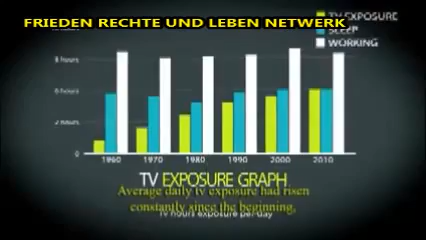 TV EXPOSURE
FRIEDEN RECHTE UND LEBEN NETWERK
SLEEP
WORKING
8 hours
6 hours
2 hours
1960 1970 1980 1990 2000 2010
TV EXPOSURE GRAPH
Average daily tv exposure had risen
constantly since the beginning,
TV hours exposure per day